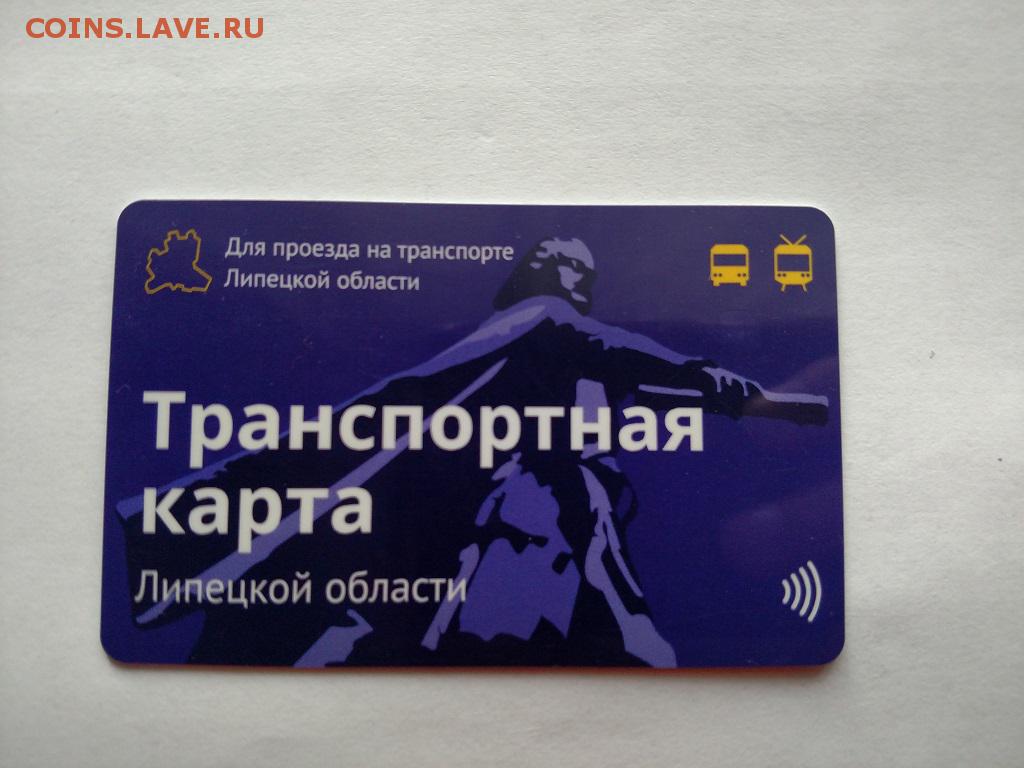 COINS.LAVE.RU
Для проезда на транспорте
Липецкой области
Транспортная
карта
Липецкой области